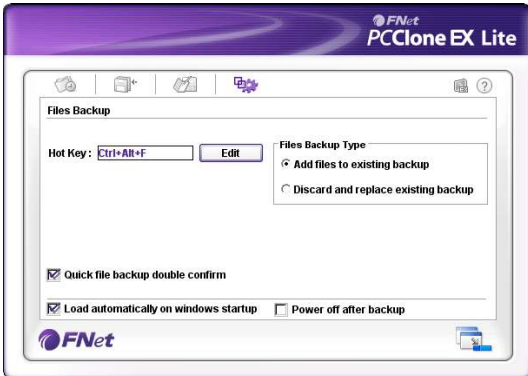 FNet
PCClone EX Lite
Files Backup
Hot Key : Ctrl+Alt+F Edit
Files Backup Type
Add files to existing backup
Discard and replace existing backup
Quick file backup double confirm
Load automatically on windows startup Power off after backup
FNet